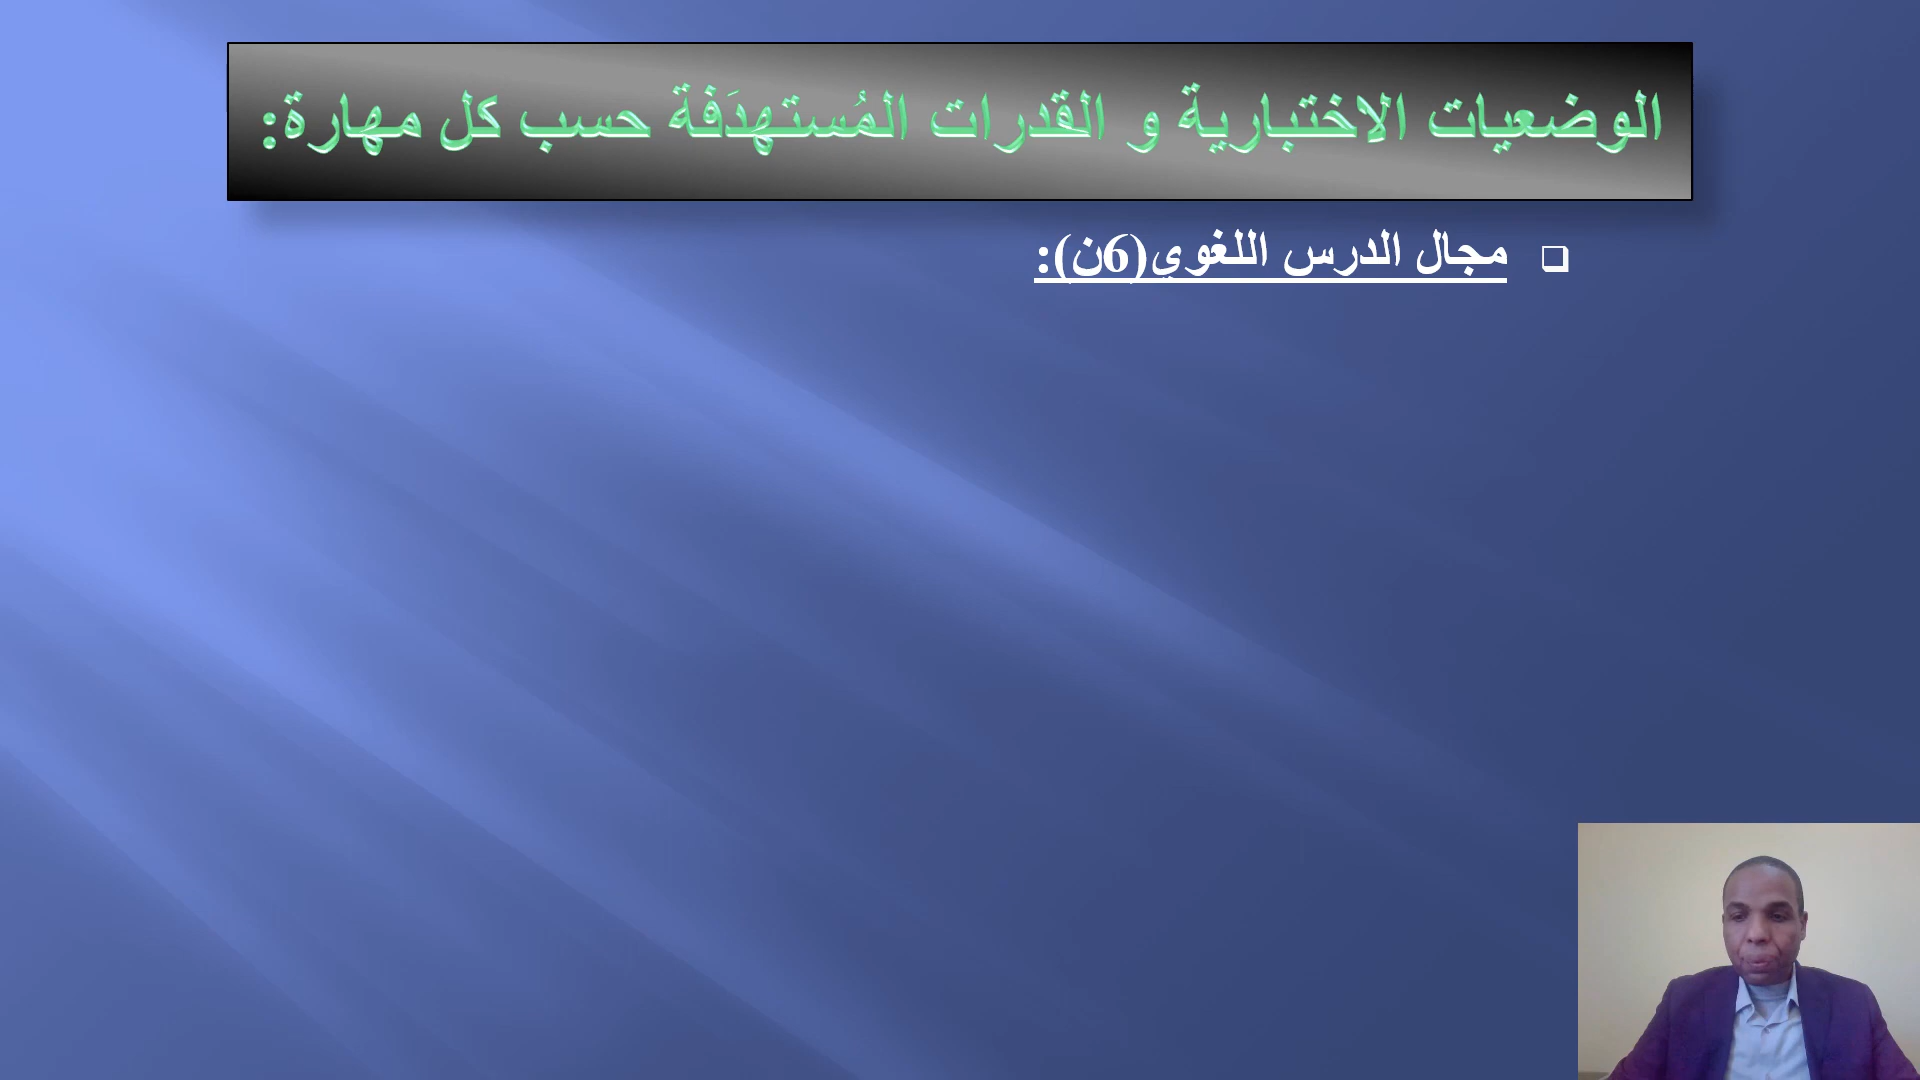 الوضعيات الاختبارية و القدرات المُستهدَفة حسب كل مهارة:
مجال الدرس اللغوي(6ن):